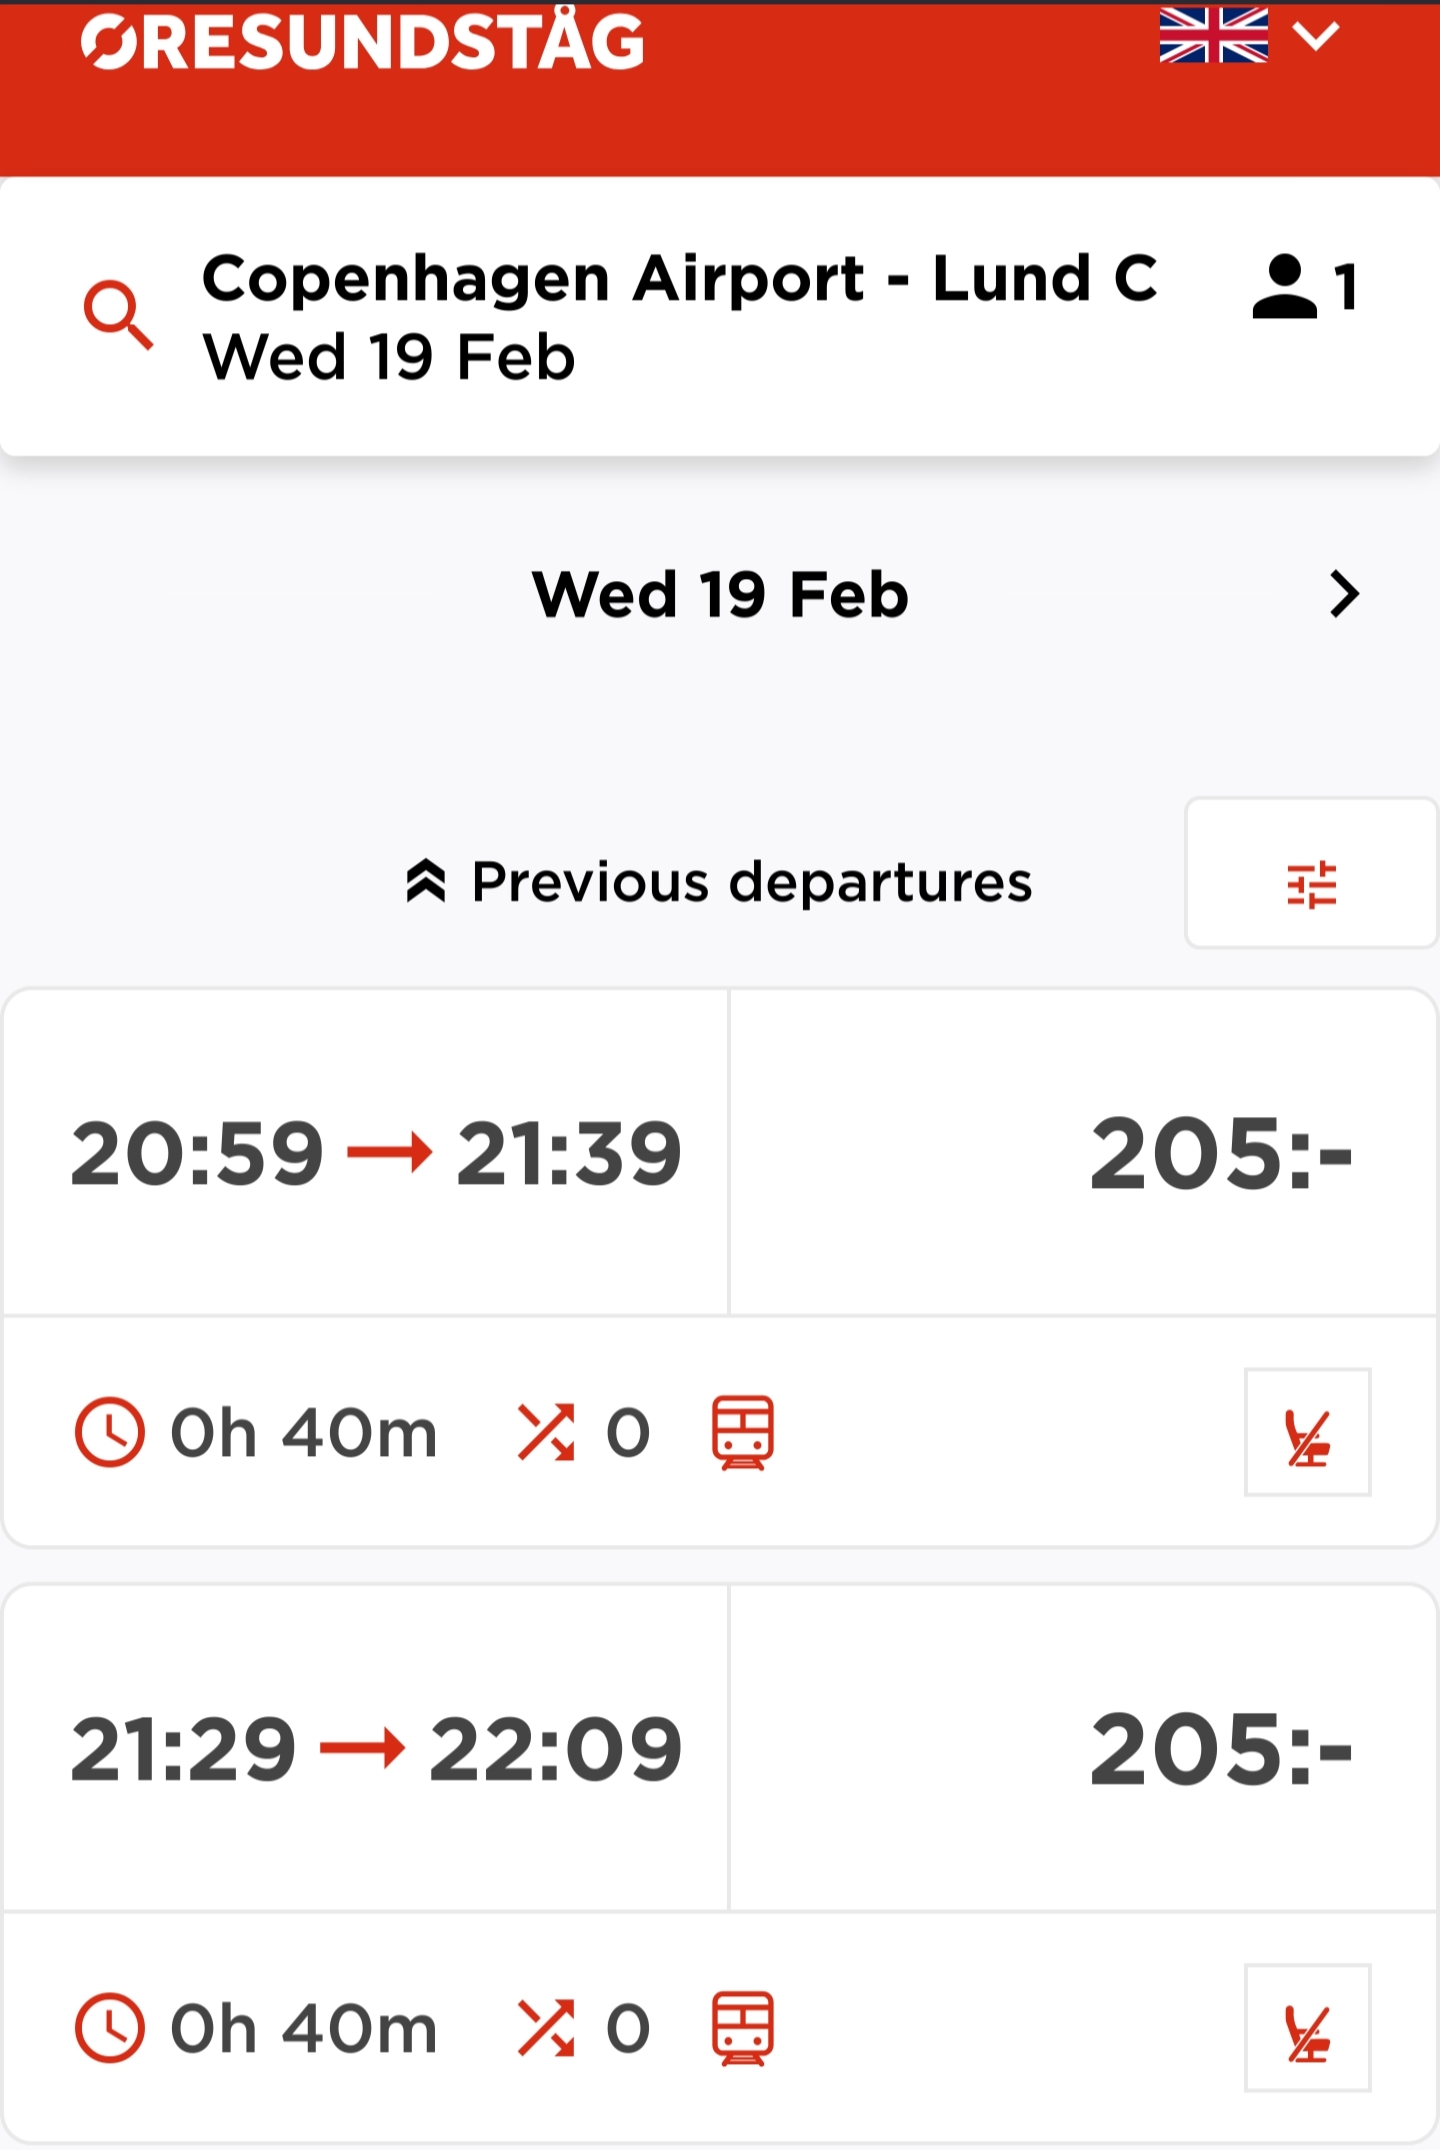 ØRESUNDSTÅG
Copenhagen Airport - Lund C
1
Wed 19 Feb
Wed 19 Feb
Previous departures
20:59 → 21:39
205:-
0h 40m
0
21:29 → 22:09
205:-
0h 40m
0